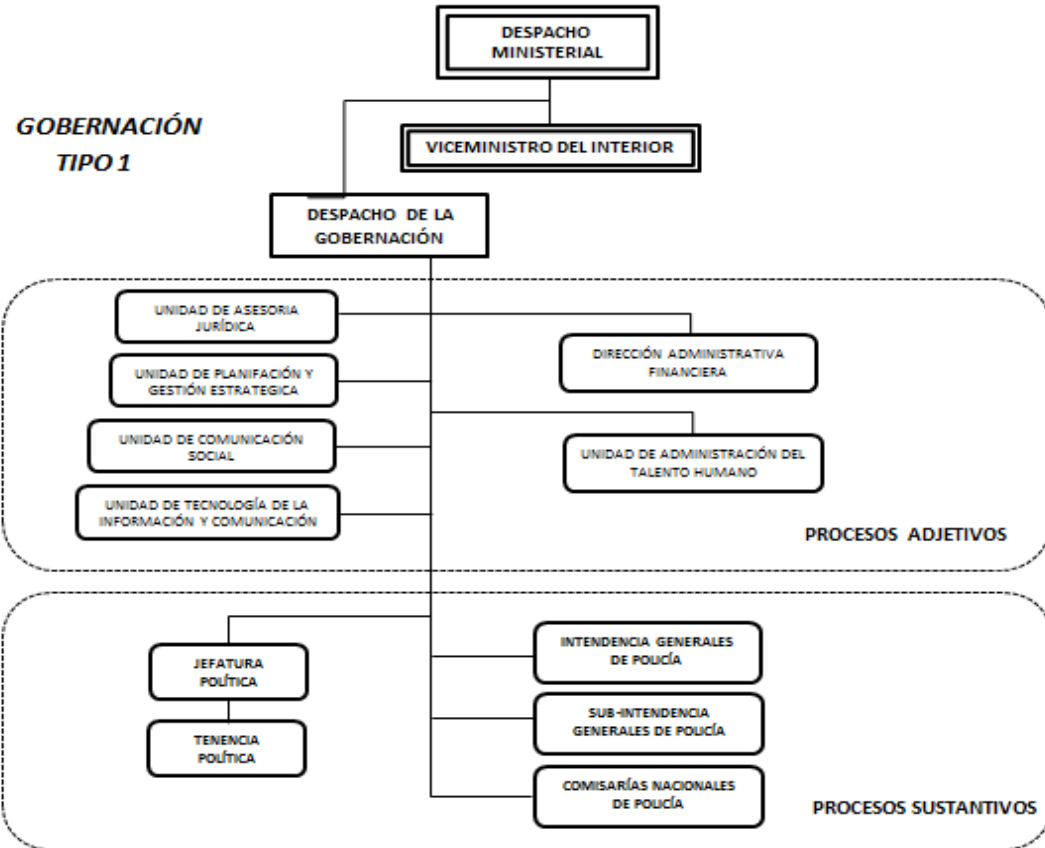 DESPACHO
MINISTERIAL
GOBERNACIÓN
TIPO 1
VICEMINISTRO DEL INTERIOR
DESPACHO DE LA
GOBERNACIÓN
UNIDAD DE ASESORIA
JURÍDICA
DIRECCIÓN ADMINISTRATIVA
FINANCIERA
UNIDAD DE PLANIFACIÓN Y
GESTIÓN ESTRATEGICA
UNIDAD DE COMUNICACIÓN
SOCIAL
UNIDAD DE ADMINISTRACIÓN DEL
TALENTO HUMANO
UNIDAD DE TECNOLOGÍA DE LA
INFORMACIÓN Y COMUNICACIÓN
PROCESOS ADJETIVOS
JEFATURA
POLÍTICA
TENENCIA
POLÍTICA
INTENDENCIA GENERALES
DE POLICÍA
SUB-INTENDENCIA
GENERALES DE POLICÍA
COMISARÍAS NACIONALES
DE POLICÍA
PROCESOS SUSTANTIVOS